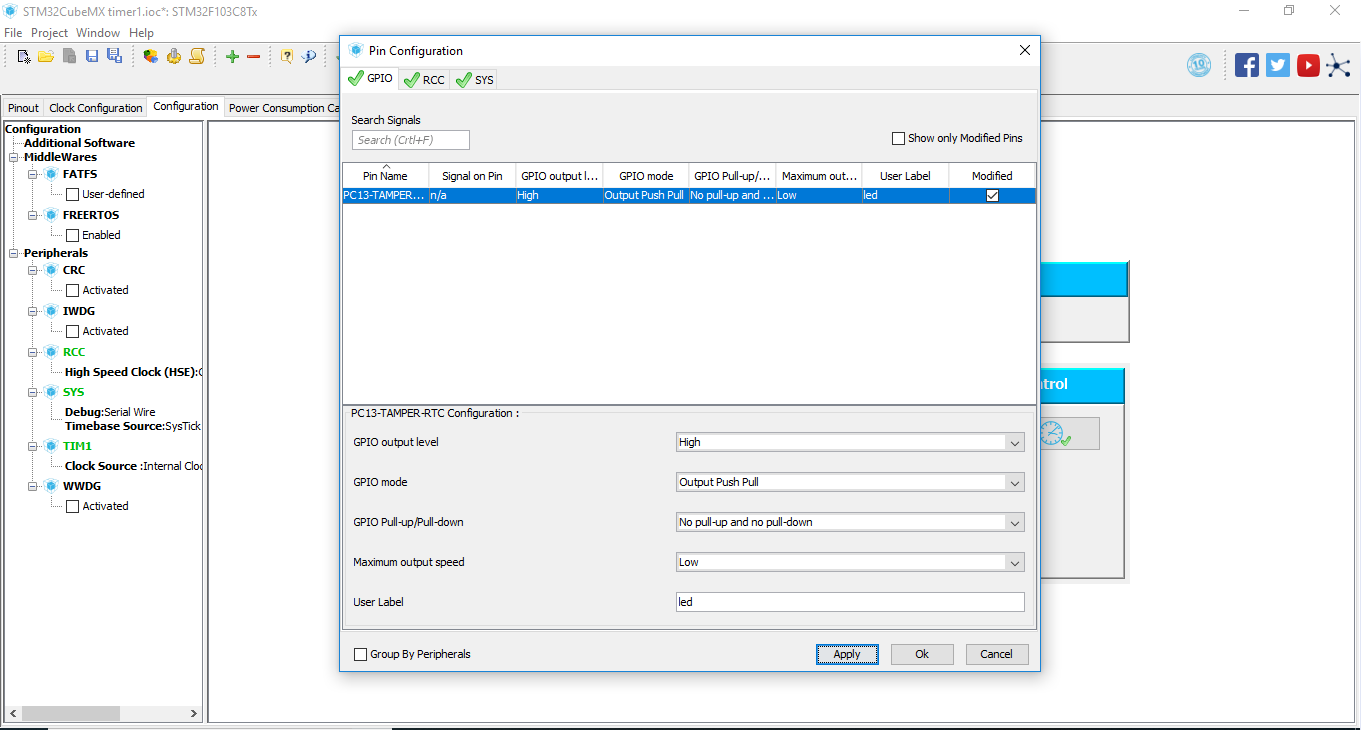 STM32CubeMX timer1.ioc*: STM32F103C8Tx
File Project Window Help
Pinout Clock Configuration Configuration Power Consumption Ca
Configuration
Additional Software
MiddleWares
FATFS
User-defined
FREERTOS
Enabled
Peripherals
CRC
Activated
IWDG
Activated
RCC
High Speed Clock (HSE):
SYS
Debug:Serial Wire
Timebase Source:SysTick
TIM1
Clock Source :Internal Cloc
WWDG
Activated
Pin Configuration
GPIO RCC SYS
Search Signals
Search (Crtl+F)
Show only Modified Pins
Pin Name Signal on Pin GPIO output l... GPIO mode GPIO Pull-up/... Maximum out... User Label Modified
PC13-TAMPER... n/a High Output Push Pull No pull-up and ... Low led
PC13-TAMPER-RTC Configuration :
GPIO output level High
GPIO mode Output Push Pull
GPIO Pull-up/Pull-down No pull-up and no pull-down
Maximum output speed Low
User Label led
Group By Peripherals
Apply Ok Cancel
10
trol